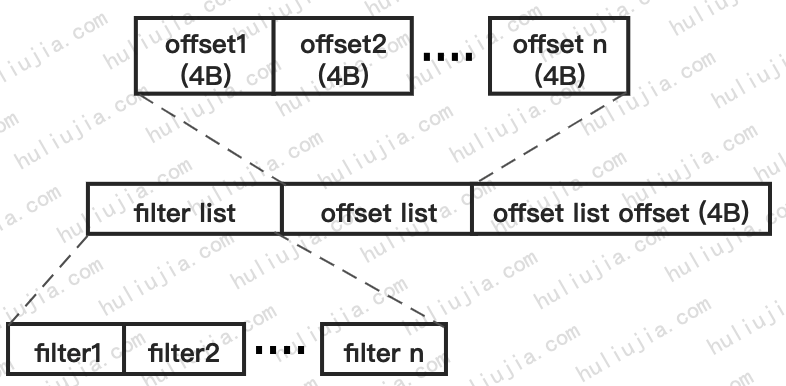 offset1
(4B)
offset2
(4B)
offset n
(4B)
filter list
offset list
offset list offset (4B)
filter1
filter2
filter n
huliujia.com